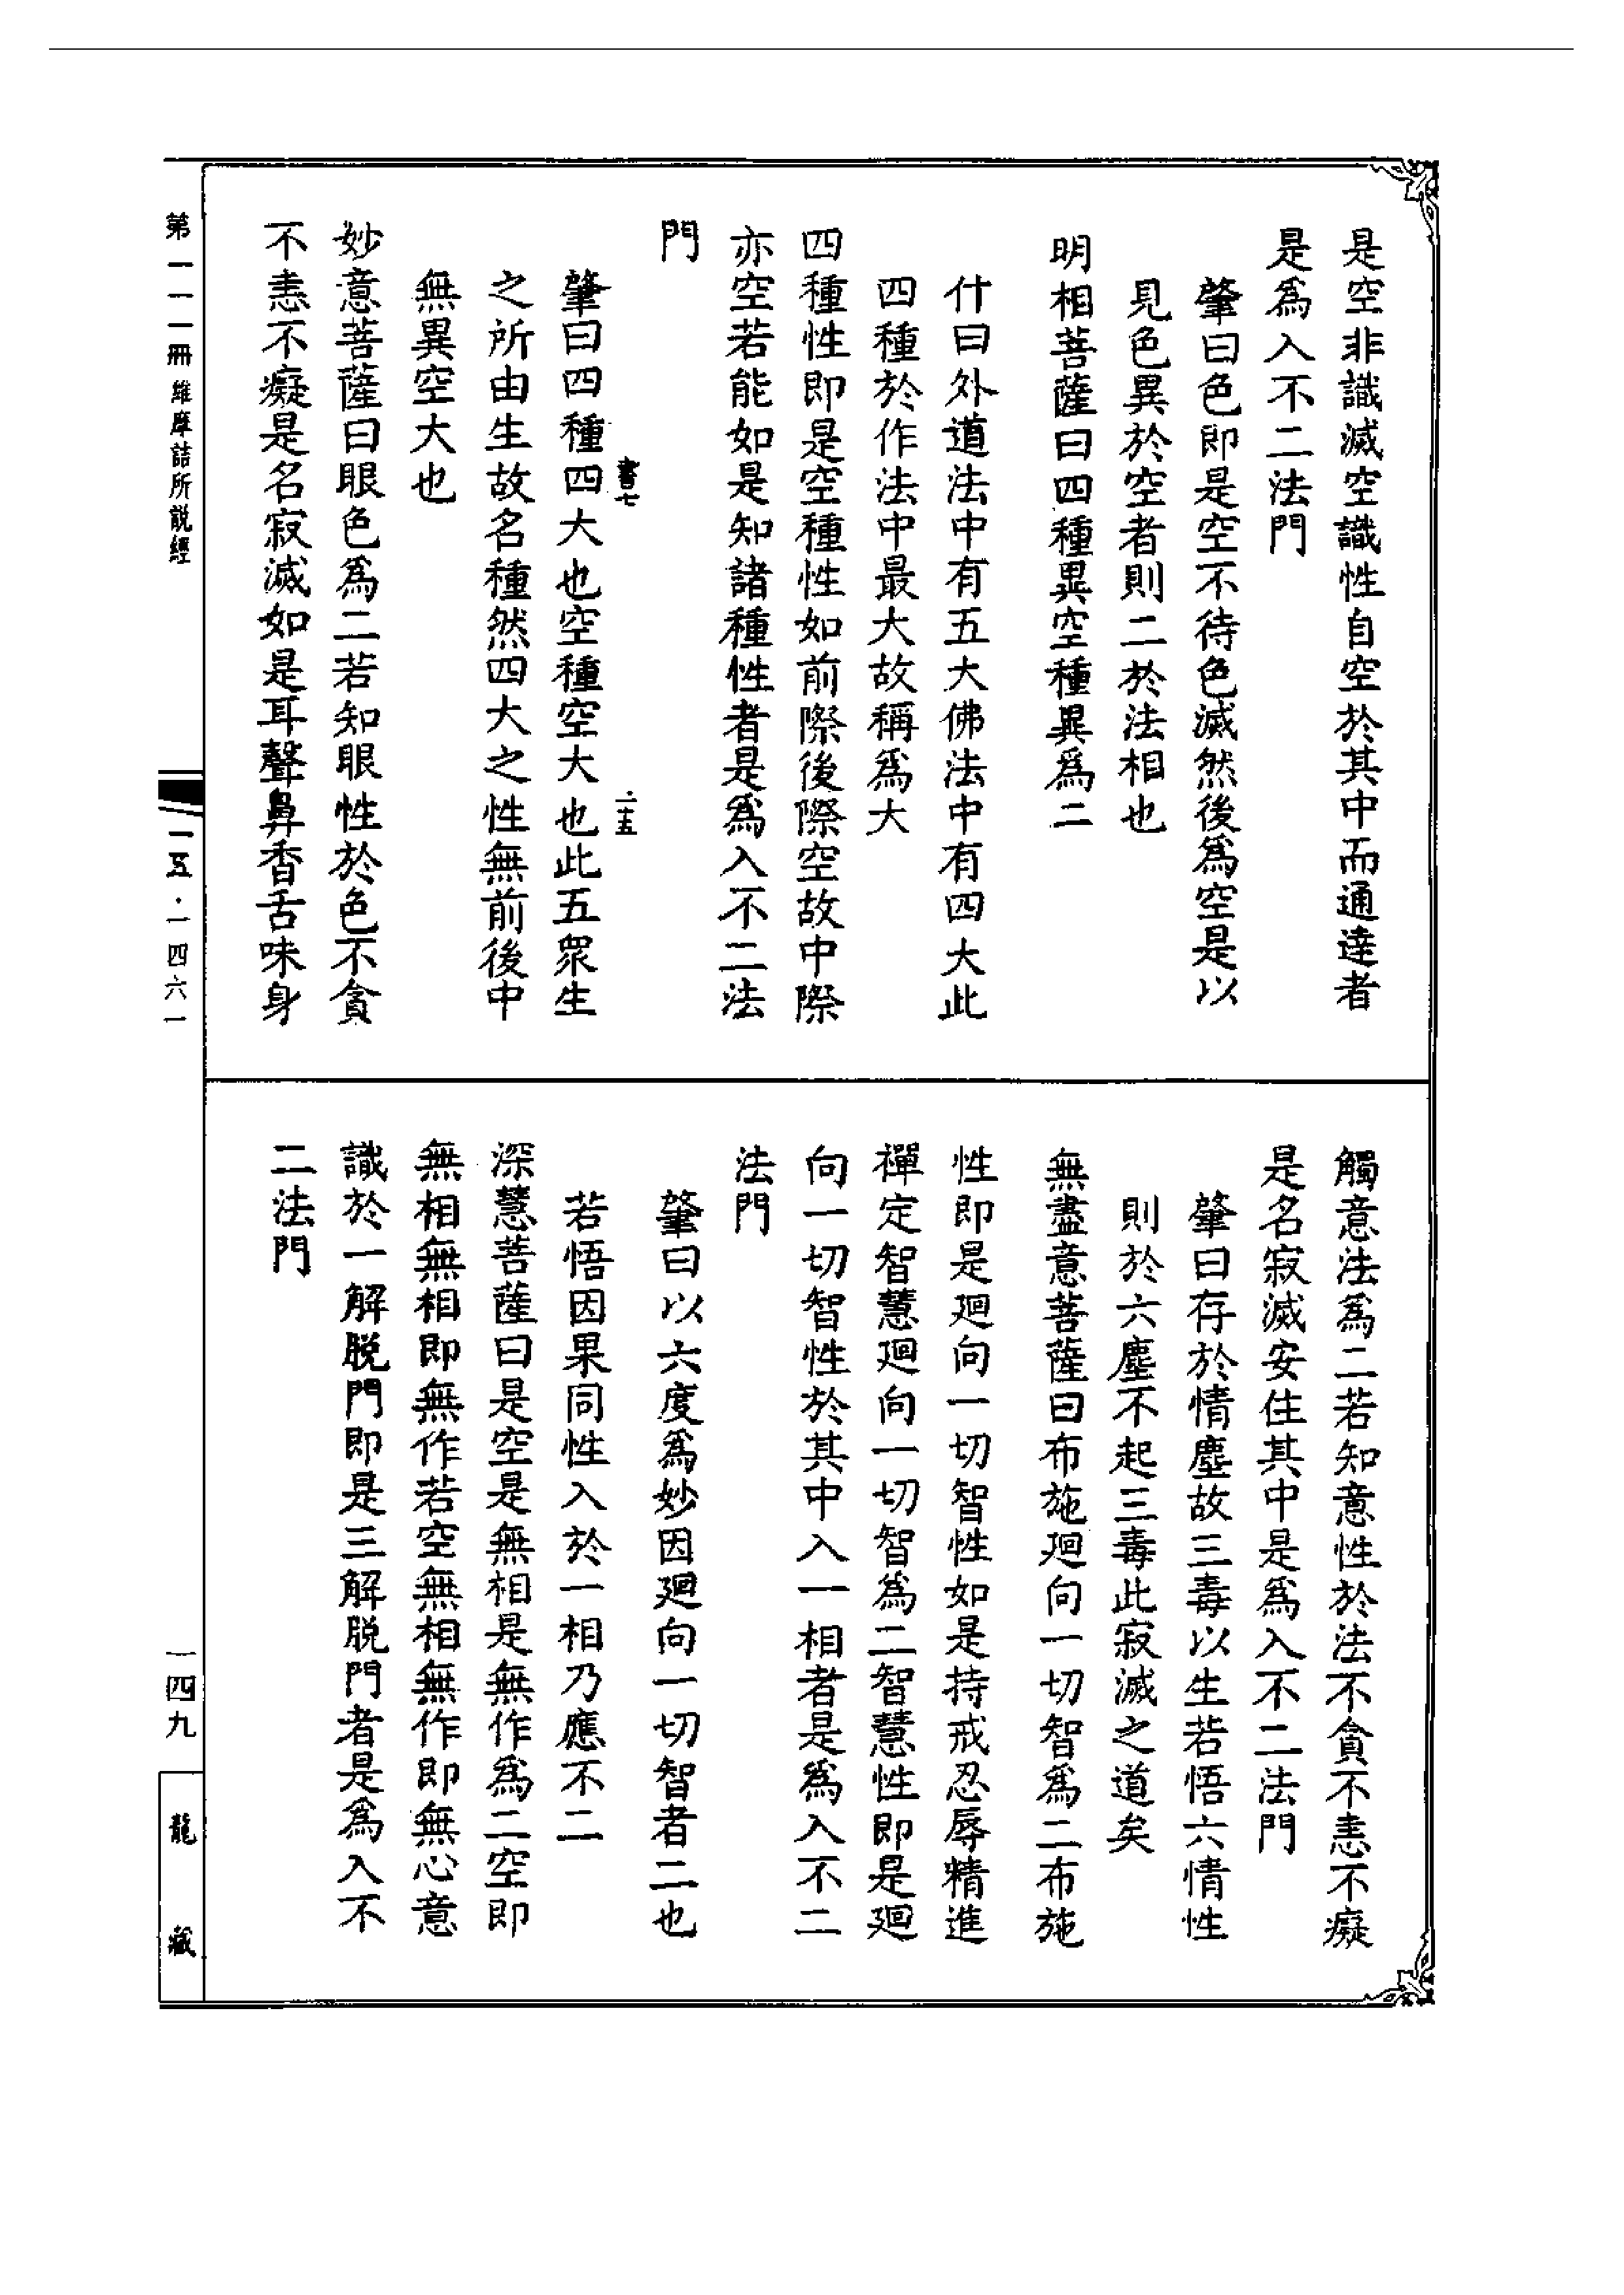 是空非識滅空識性自空於其中而通達者
是為入不二法門
肇曰色即是空不待色滅然後為空是以
見色異於空者則二於法相也
明相菩薩曰四種異空種異為二
什曰外道法中有五大佛法中有四大此
四種於作法中最大故稱為大
四種性即是空種性如前際後際空故中際
亦空若能如是知諸種性者是為入不二法
門
書七
一五
肇曰四種四大也空種空大也此五眾生
之所由生故名種然四大之性無前後中
無異空大也
妙意菩薩曰眼色為二若知眼性於色不貪
不恚不癡是名寂滅如是耳聲鼻香舌味身
觸意法為二若知意性於法不貪不恚不癡
是名寂滅安住其中是為入不二法門
肇曰存於情塵故三毒以生若悟六情性
則於六塵不起三毒此寂滅之道矣
無盡意菩薩曰布施廻向一切智為二布施
性即是廻向一切智性如是持戒忍辱精進
禪定智慧廻向一切智為二智慧性即是廻
向一切智性於其中入一相者是為入不二
法門
肇曰以六度為妙因廻向一切智者二也
若悟因果同性入於一相乃應不二
深慧菩薩曰是空是無相是無作為二空即
無相無相即無作若空無相無作即無心意
識於一解脫門即是三解脫門者是為入不
二法門
第一一一冊 維摩詰所說經
一五·一四六一
一四九
龍藏